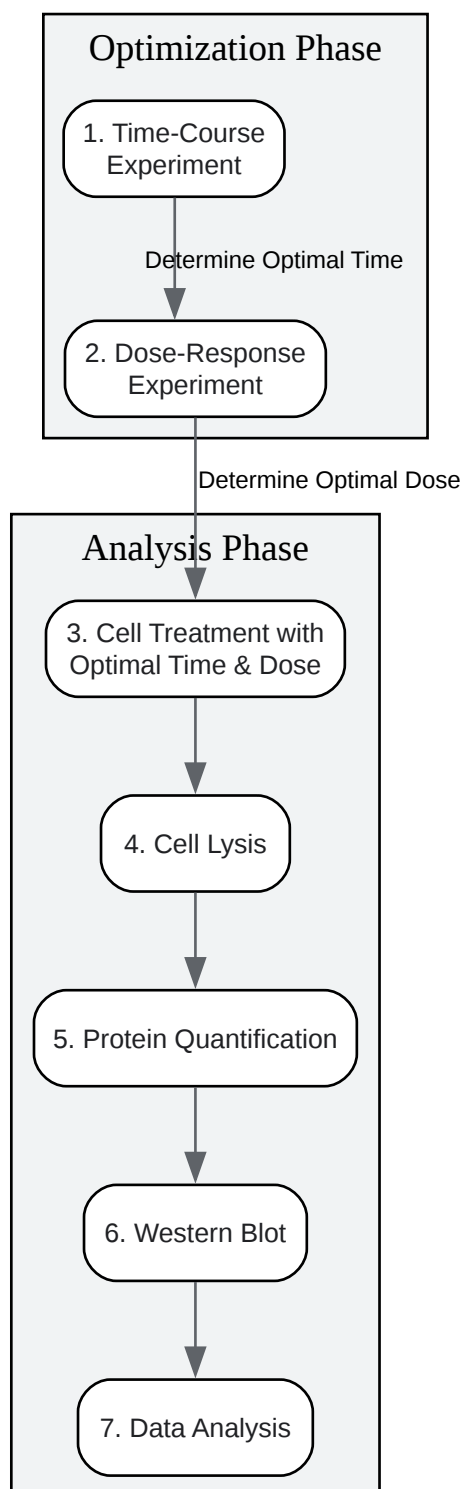 Optimization Phase
1. Time-Course
Experiment
Determine Optimal Time
2. Dose-Response
Experiment
Determine Optimal Dose
Analysis Phase
3. Cell Treatment with
Optimal Time & Dose
4. Cell Lysis
5. Protein Quantification
6. Western Blot
7. Data Analysis